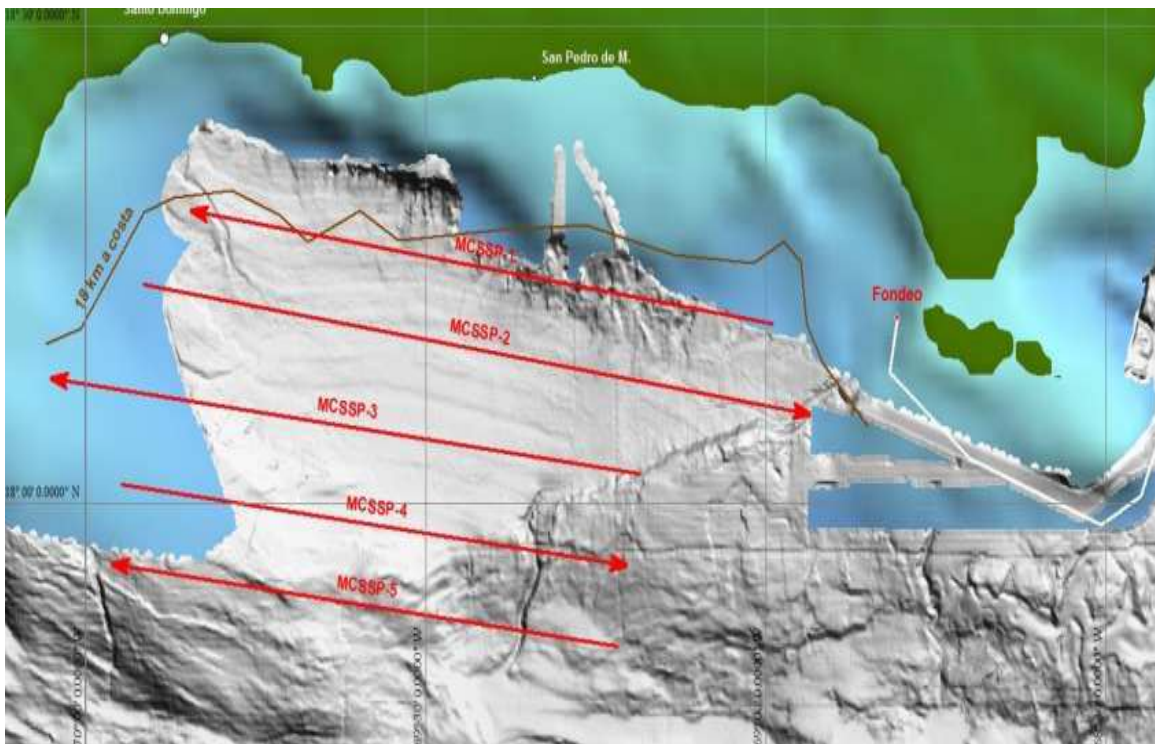 Santo Domingo
San Pedro de M.
18 km a costa
MCSSP-1
Fondeo
MCSSP-2
MCSSP-3
18° 00' 0.0000" N
MCSSP-4
MCSSP-5